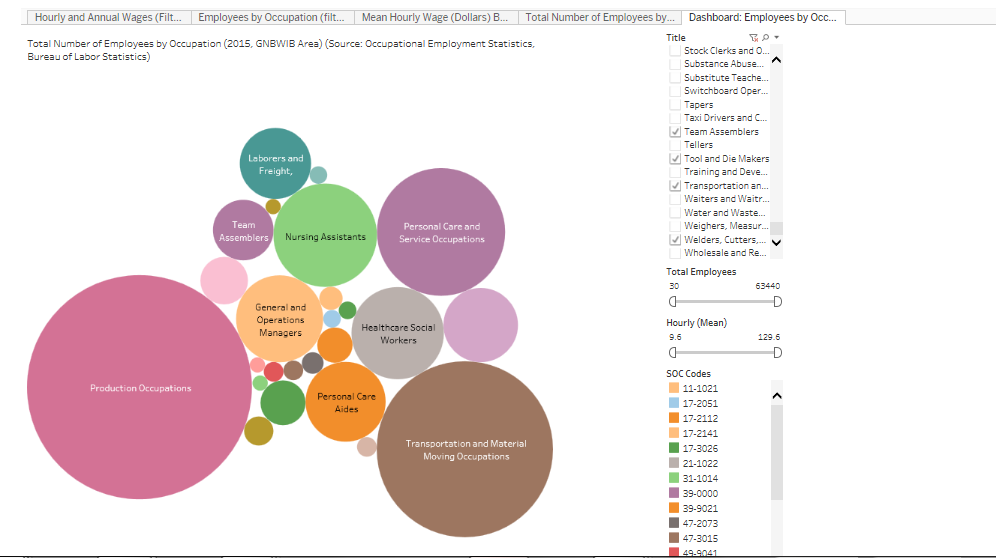 Hourly and Annual Wages (Filt...
Employees by Occupation (filt...
Mean Hourly Wage (Dollars) B...
Total Number of Employees by...
Dashboard: Employees by Occ...
Total Number of Employees by Occupation (2015, GNBWIB Area) (Source: Occupational Employment Statistics,
Bureau of Labor Statistics)
Laborers and
Freight,
Team
Assemblers
Nursing Assistants
Personal Care and
Service Occupations
General and
Operations
Managers
Healthcare Social
Workers
Production Occupations
Personal Care
Aides
Transportation and Material
Moving Occupations
Title
Stock Clerks and O...
Substance Abuse...
Substitute Teache...
Switchboard Oper...
Tapers
Taxi Drivers and C...
Team Assemblers
Tellers
Tool and Die Makers
Training and Deve...
Transportation an...
Waiters and Waitr...
Water and Waste...
Weighers, Measur...
Welders, Cutters,...
Wholesale and Re...
Total Employees
30 63440
Hourly (Mean)
9.6 129.6
SOC Codes
11-1021
17-2051
17-2112
17-2141
17-3026
21-1022
31-1014
39-0000
39-9021
47-2073
47-3015
49-9041